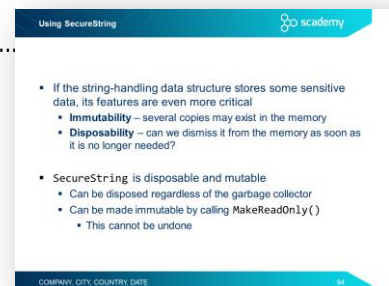 Using SecureString
scademy
...
▪ If the string-handling data structure stores some sensitive
data, its features are even more critical
▪ Immutability – several copies may exist in the memory
▪ Disposability – can we dismiss it from the memory as soon as
it is no longer needed?
▪ SecureString is disposable and mutable
▪ Can be disposed regardless of the garbage collector
▪ Can be made immutable by calling MakeReadOnly()
▪ This cannot be undone
COMPANY, CITY, COUNTRY, DATE
94